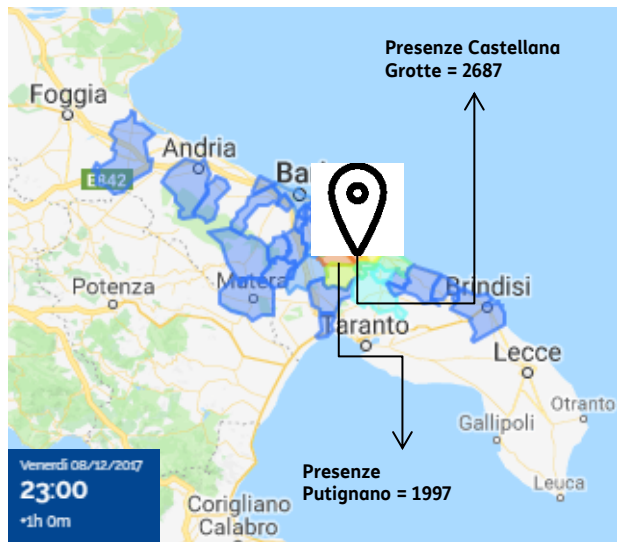 Presenze Castellana
Grotte = 2687
Foggia
Andria
E842
Potenza
Matera
Brindisi
Taranto
Lecce
Otranto
Gallipoli
Leuca
Presenze
Putignano = 1997
Corigliano
Calabro
Venerdì 08/12/2017
23:00
+1h 0m